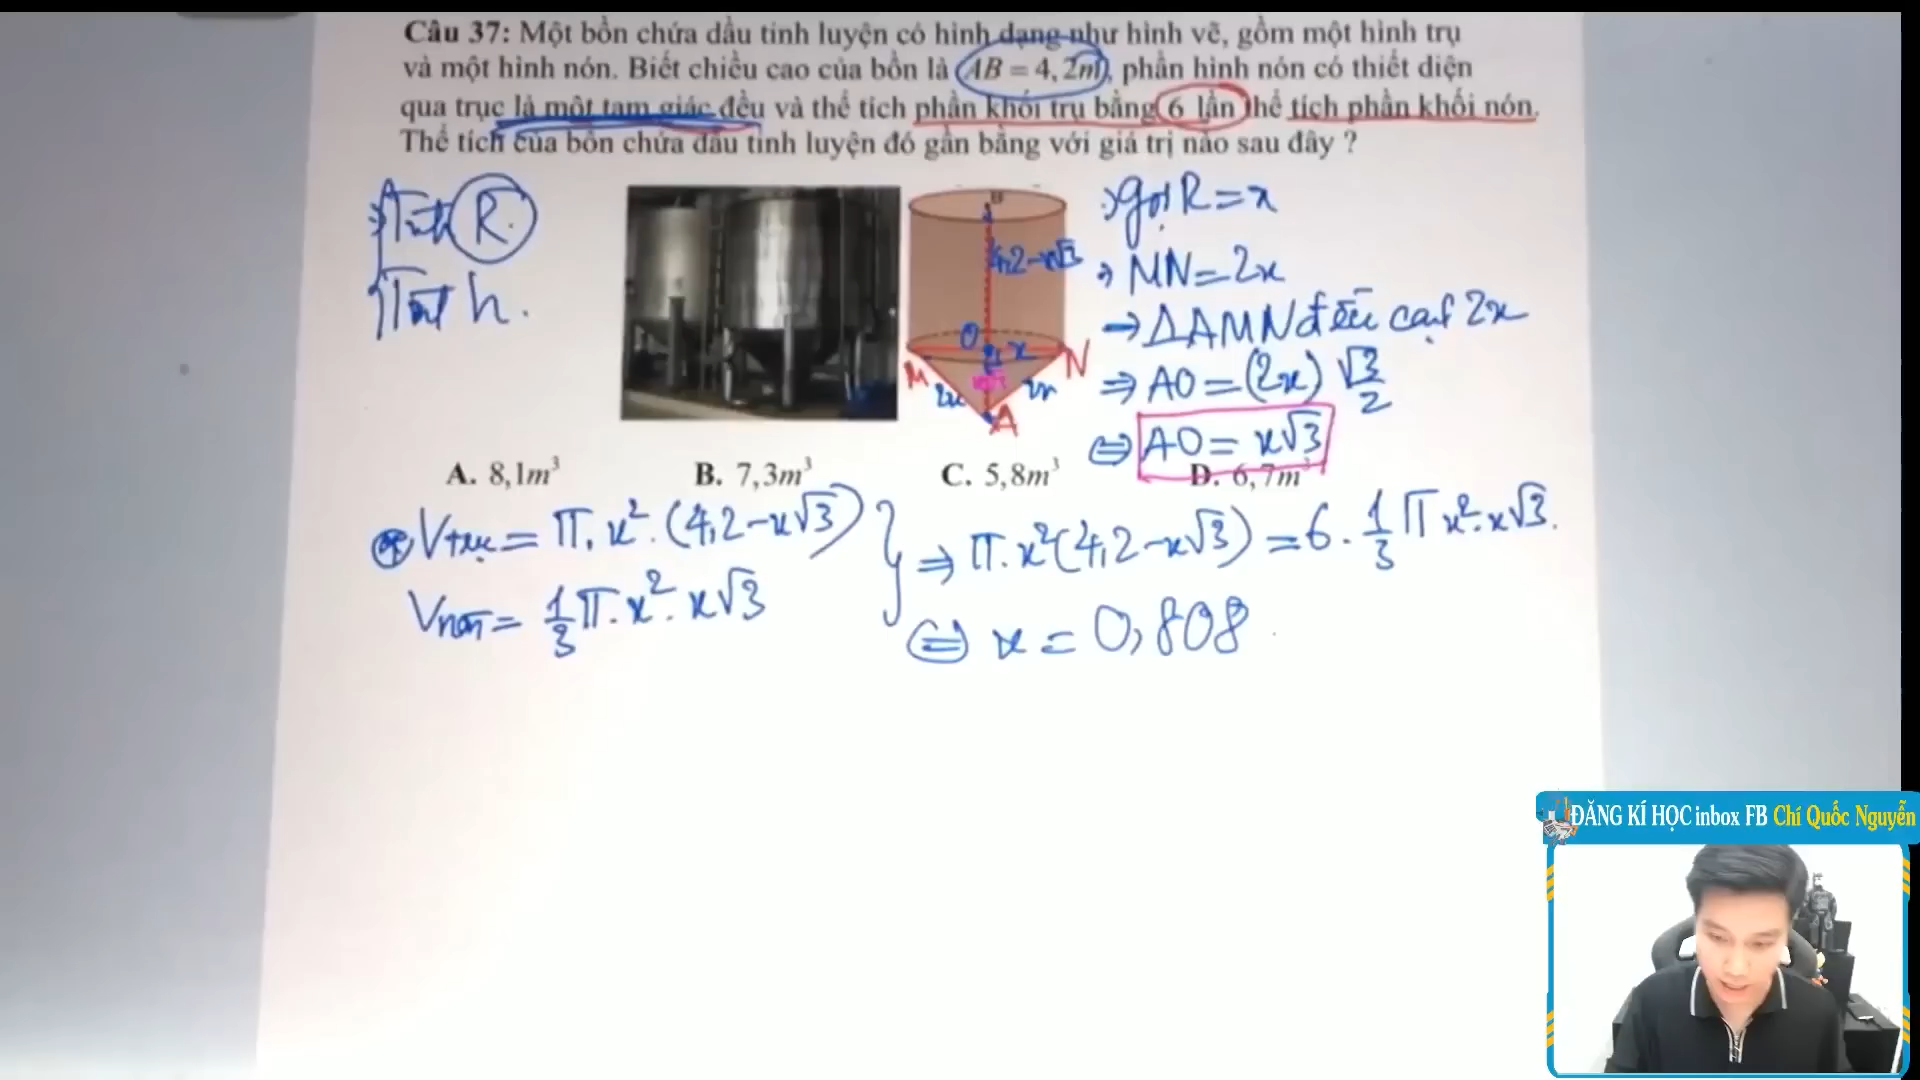 Câu 37: Một bồn chứa dầu tinh luyện có hình dạng như hình vẽ, gồm một hình trụ
và một hình nón. Biết chiều cao của bồn là AB = 4,2m, phần hình nón có thiết diện
qua trục là một tam giác đều và thể tích phần khối trụ bằng 6 lần thể tích phần khối nón.
Thể tích của bồn chứa dầu tinh luyện đó gần bằng với giá trị nào sau đây ?
Tính R.
Tính h.
B
4,2-x√3
O
x
M
N
2x
2x
A
Gọi R = x
→ MN = 2x
→ ΔAMN đều cạnh 2x
⇒ AO = (2x) √3/2
⇔ AO = x√3
A. 8,1m³ B. 7,3m³ C. 5,8m³ D. 6,7m³
Vtrụ = π.x².(4,2-x√3)
Vnón = 1/3 π.x².x√3
⇒ π.x²(4,2-x√3) = 6.1/3 πx².x√3.
⇔ x = 0,808
ĐĂNG KÍ HỌC inbox FB Chí Quốc Nguyễn